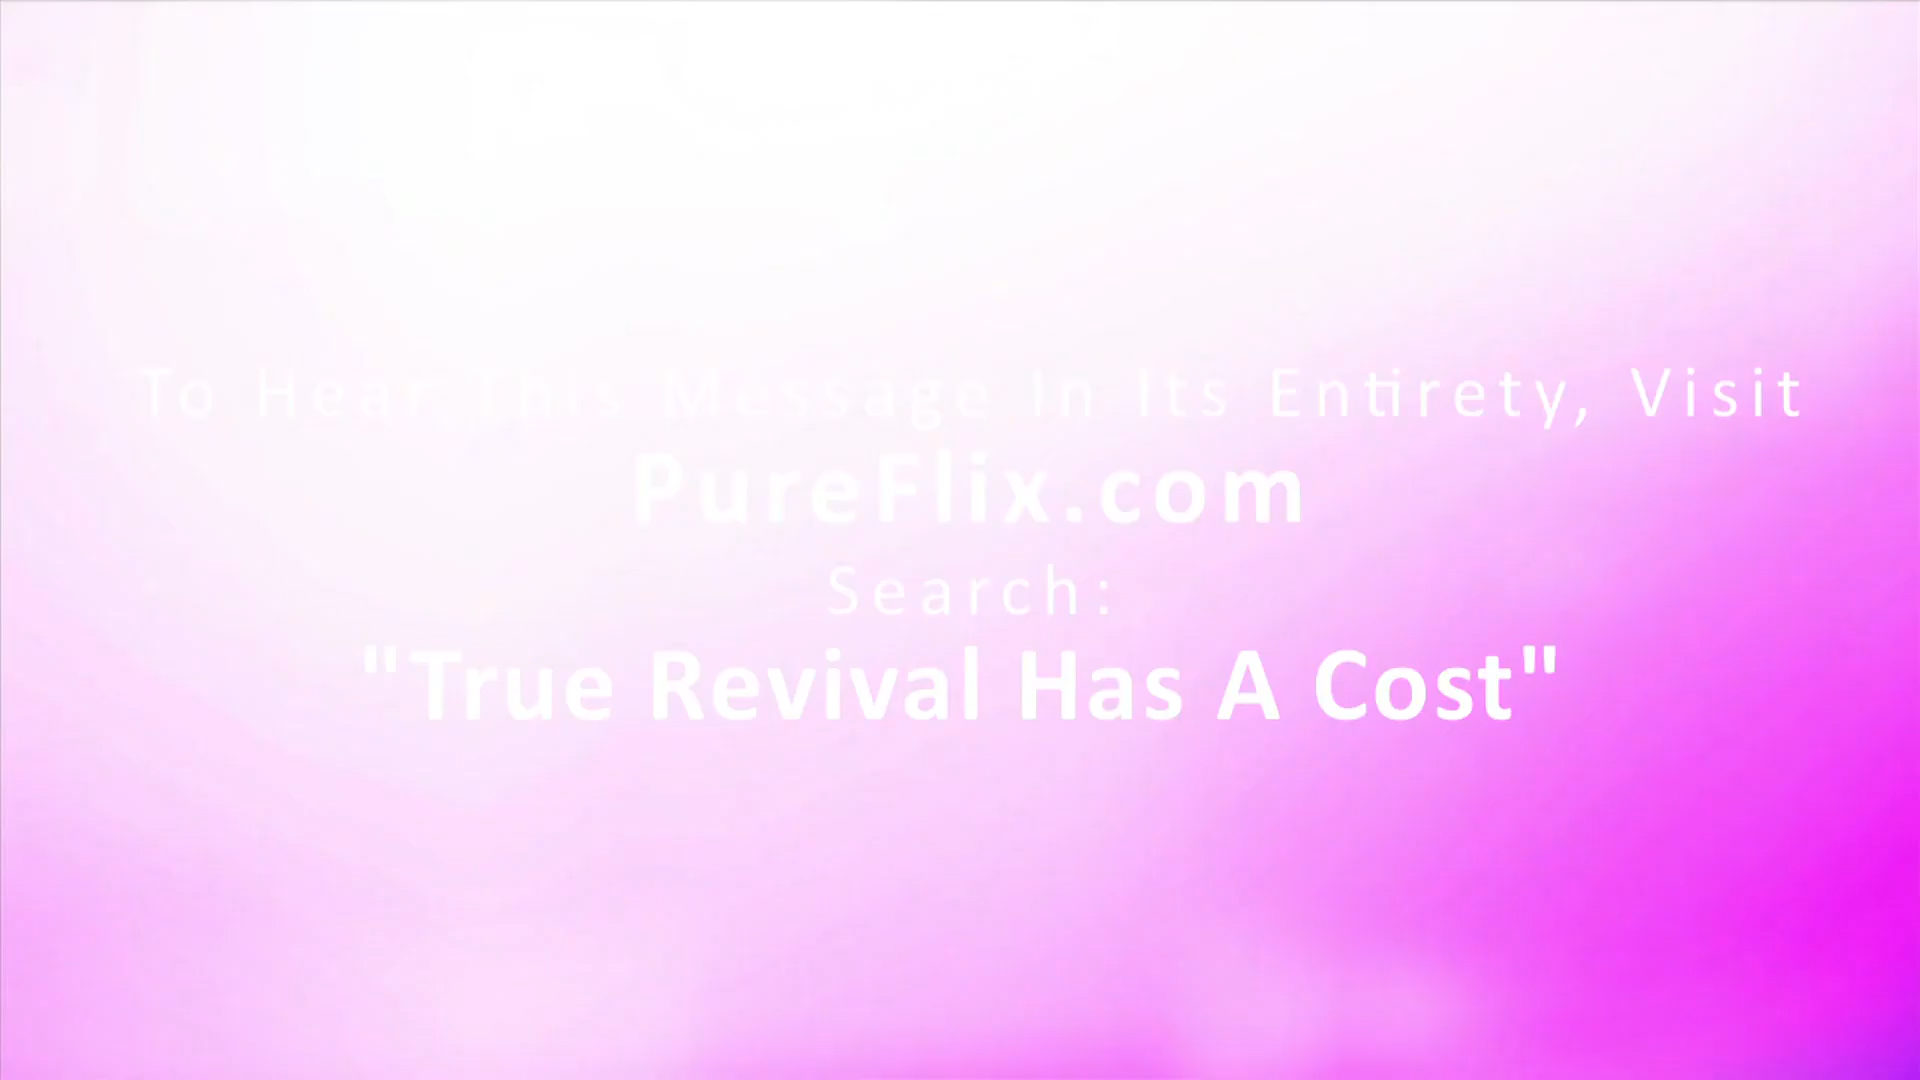 To Hear This Message In Its Entirety, Visit
PureFlix.com
Search:
"True Revival Has A Cost"